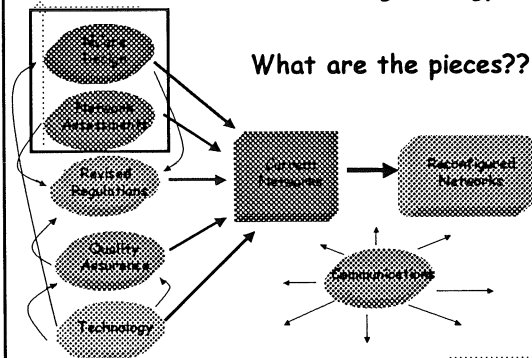 What are the pieces??
Network
Assessments
Revised
Regulations
Quality
Assurance
Technology
Current
Networks
Reconfigured
Networks
Communications